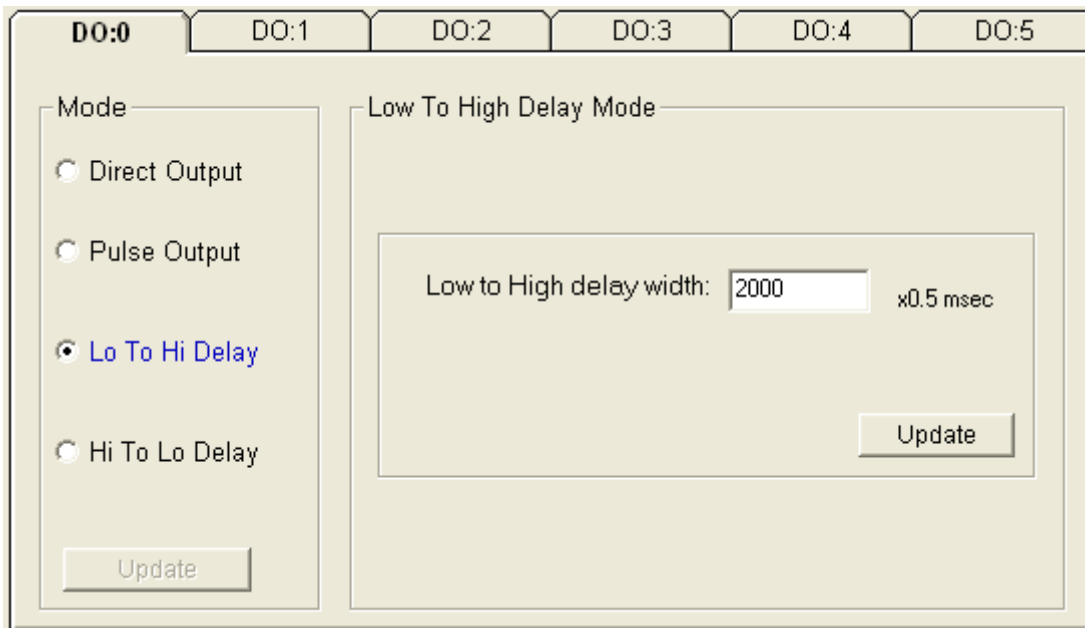 DO:0 DO:1 DO:2 DO:3 DO:4 DO:5
Mode
Direct Output
Pulse Output
Lo To Hi Delay
Hi To Lo Delay
Update
Low To High Delay Mode
Low to High delay width: 2000 x0.5 msec
Update